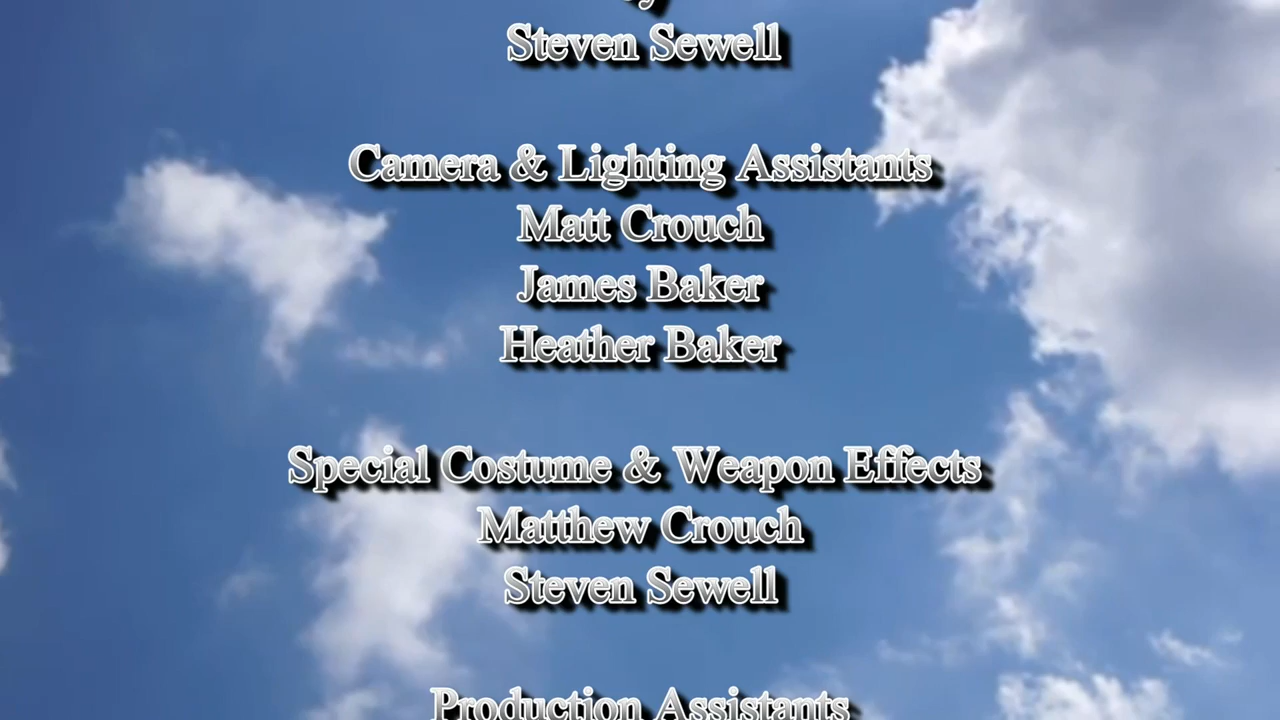 Steven Sewell
Camera & Lighting Assistants
Matt Crouch
James Baker
Heather Baker
Special Costume & Weapon Effects
Matthew Crouch
Steven Sewell
Production Assistants